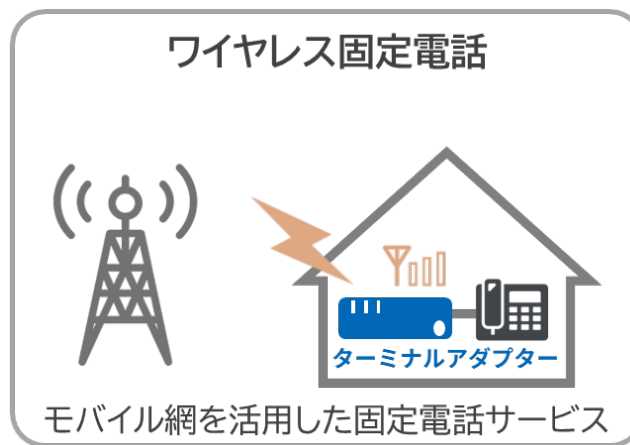 ワイヤレス固定電話
ターミナルアダプター
モバイル網を活用した固定電話サービス